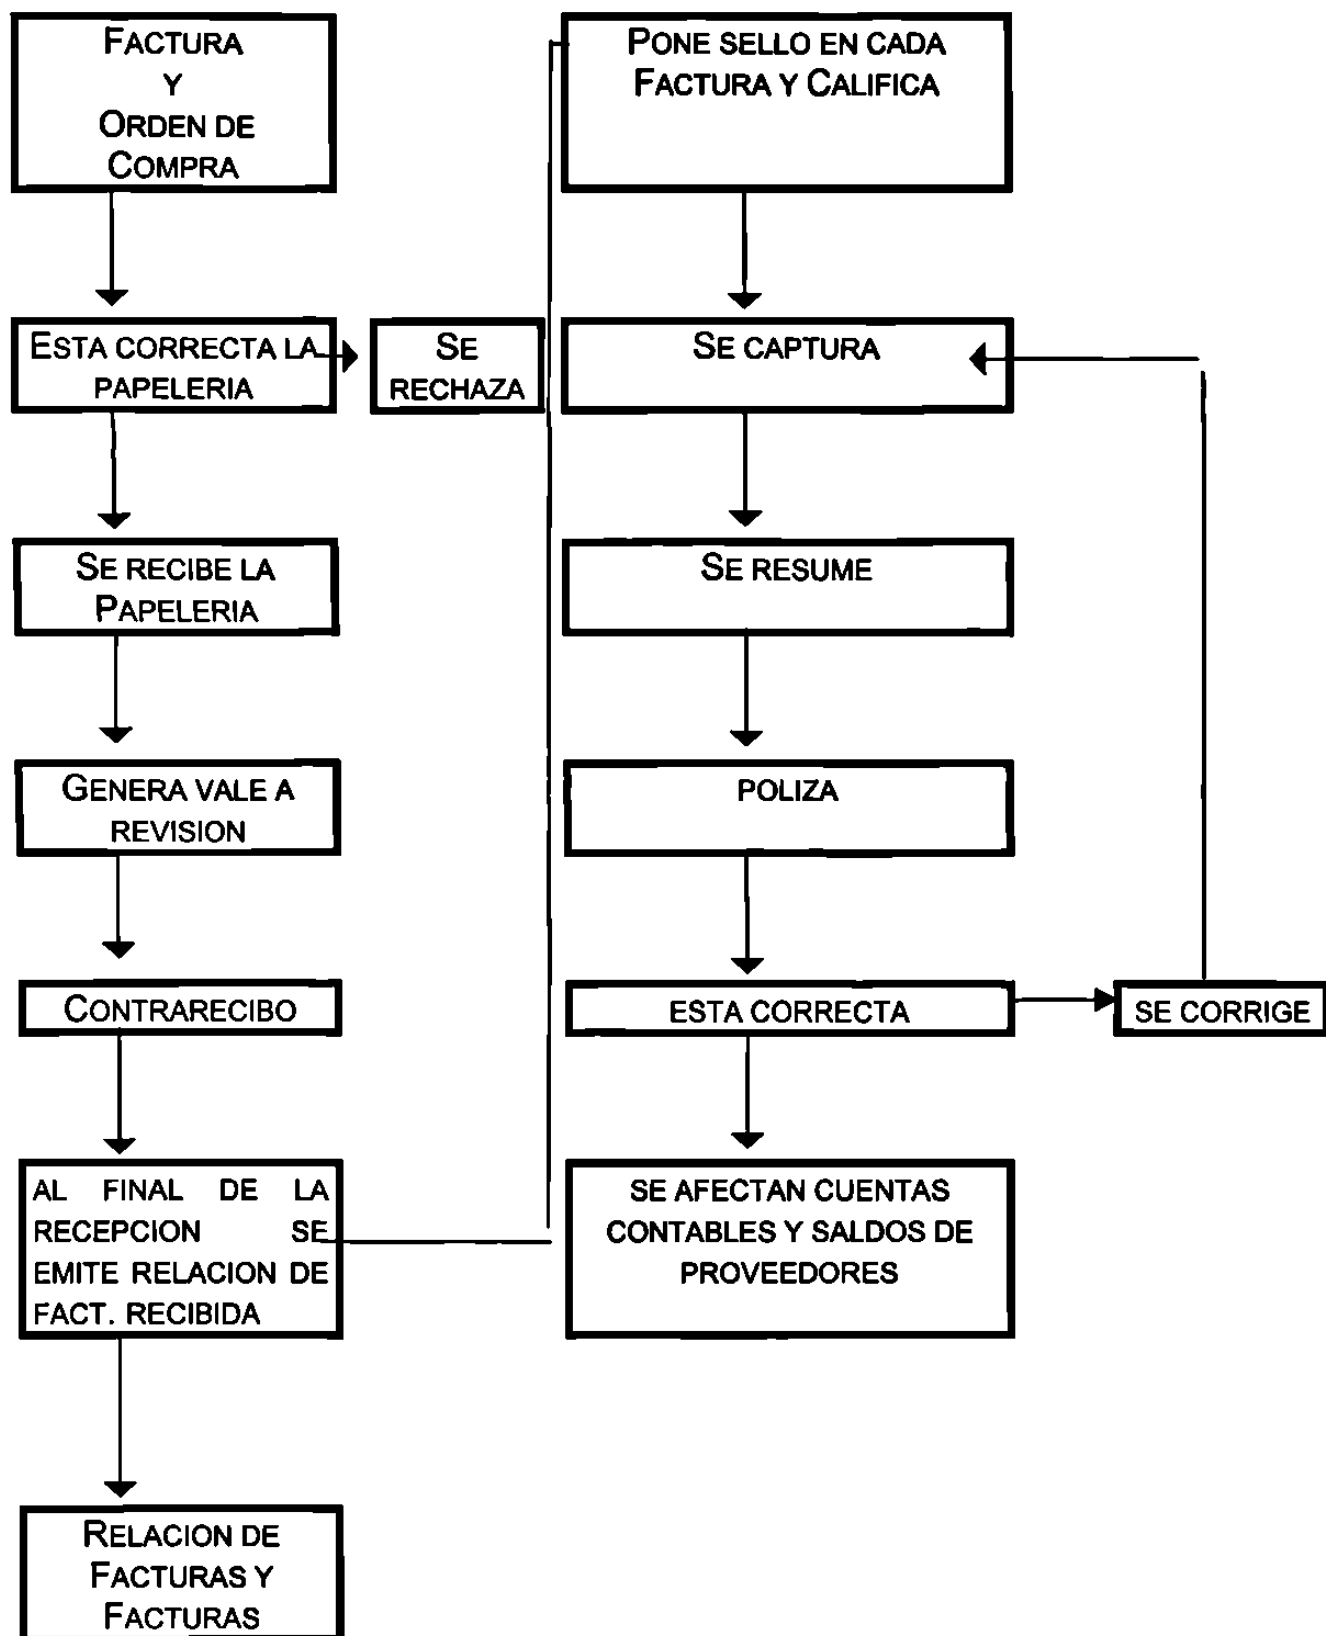 FACTURA
Y
ORDEN DE
COMPRA
ESTA CORRECTA LA
PAPELERIA
SE
RECHAZA
SE RECIBE LA
PAPELERIA
GENERA VALE A
REVISION
CONTRARECIBO
AL FINAL DE LA
RECEPCION SE
EMITE RELACION DE
FACT. RECIBIDA
RELACION DE
FACTURAS Y
FACTURAS
PONE SELLO EN CADA
FACTURA Y CALIFICA
SE CAPTURA
SE RESUME
POLIZA
ESTA CORRECTA
SE CORRIGE
SE AFECTAN CUENTAS
CONTABLES Y SALDOS DE
PROVEEDORES